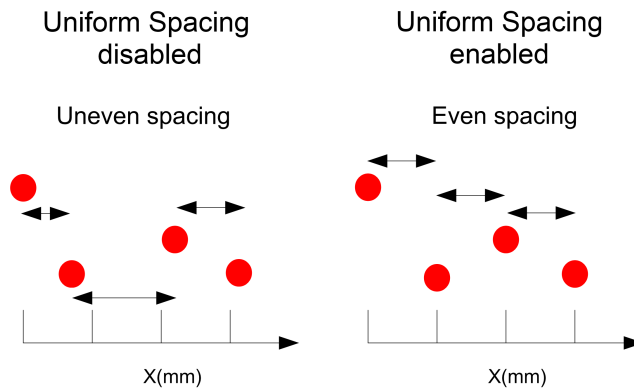 Uniform Spacing
disabled
Uneven spacing
X(mm)
Uniform Spacing
enabled
Even spacing
X(mm)